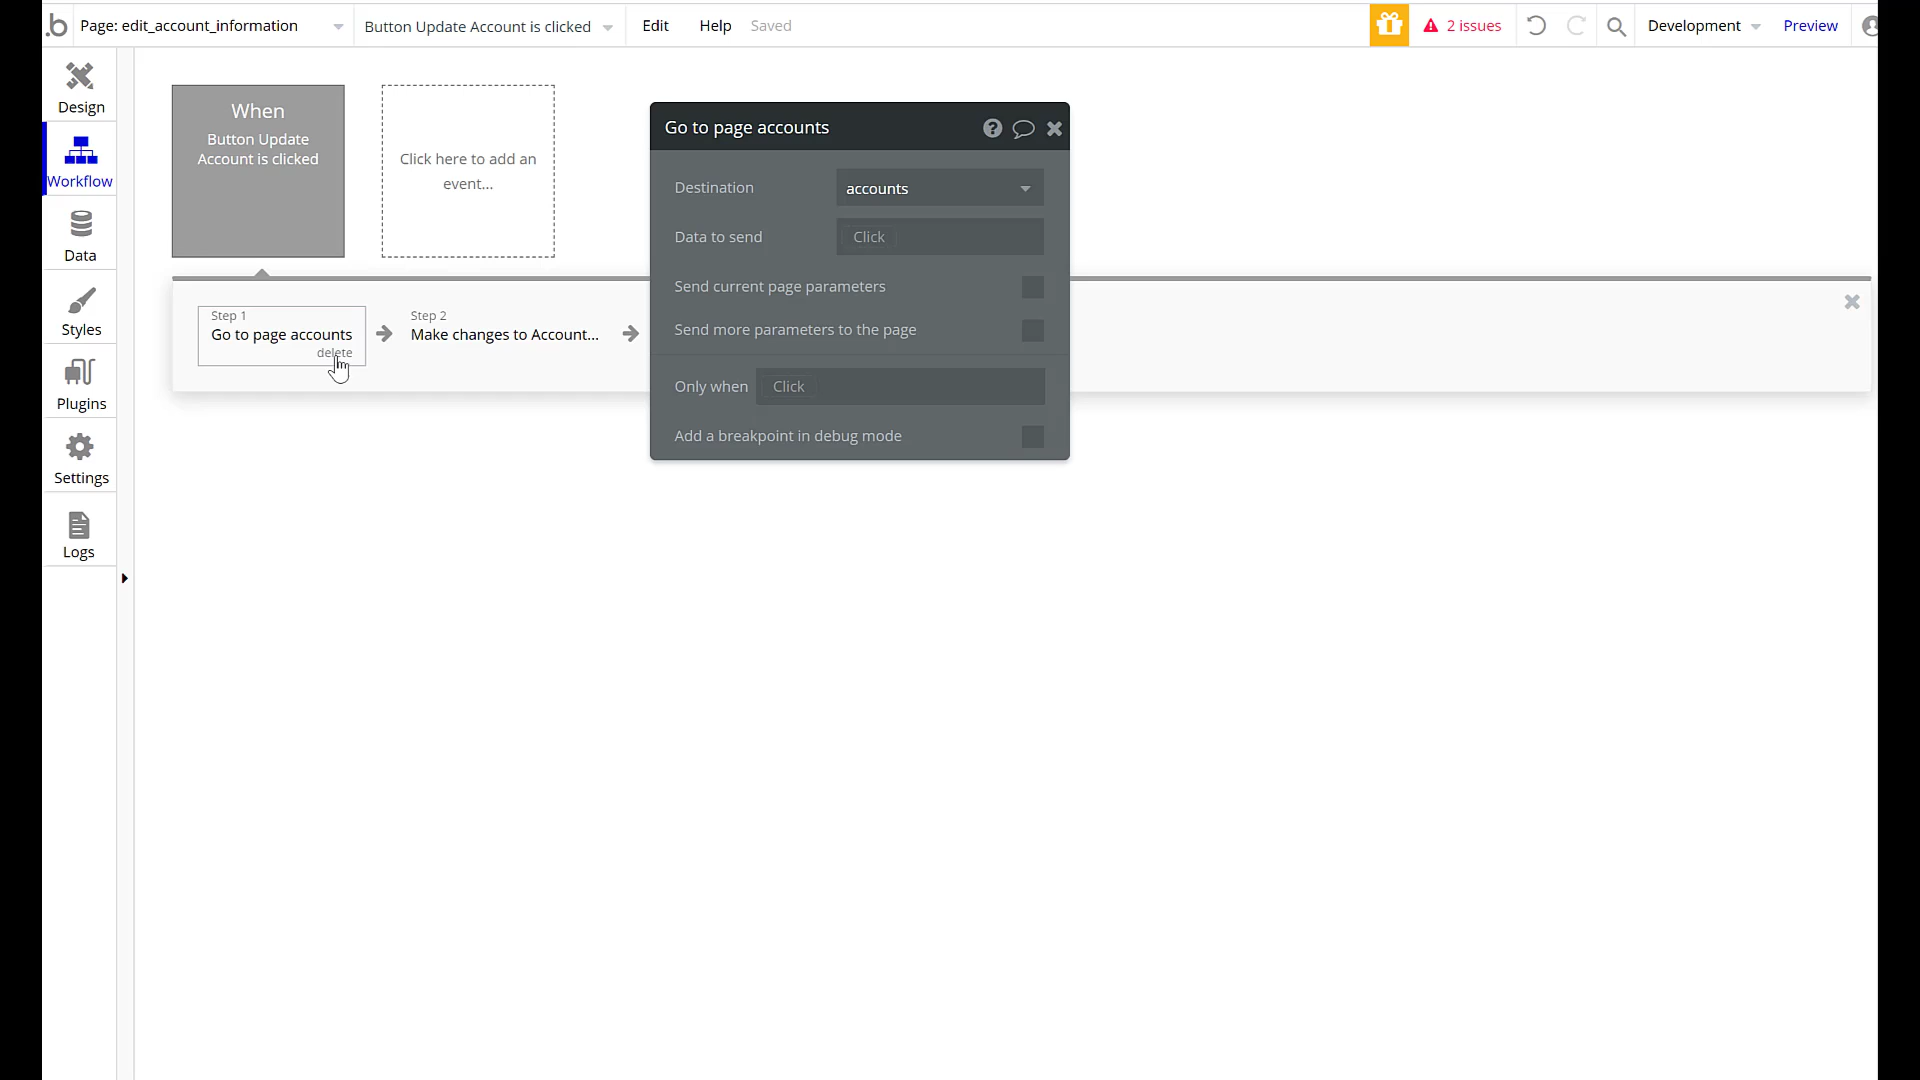 .b
Page: edit_account_information
Button Update Account is clicked
Edit
Help
Saved
2 issues
Development
Preview
Design
Workflow
Data
Styles
Plugins
Settings
Logs
When
Button Update
Account is clicked
Click here to add an
event...
Step 1
Go to page accounts
delete
Step 2
Make changes to Account...
Go to page accounts
Destination
accounts
Data to send
Click
Send current page parameters
Send more parameters to the page
Only when
Click
Add a breakpoint in debug mode